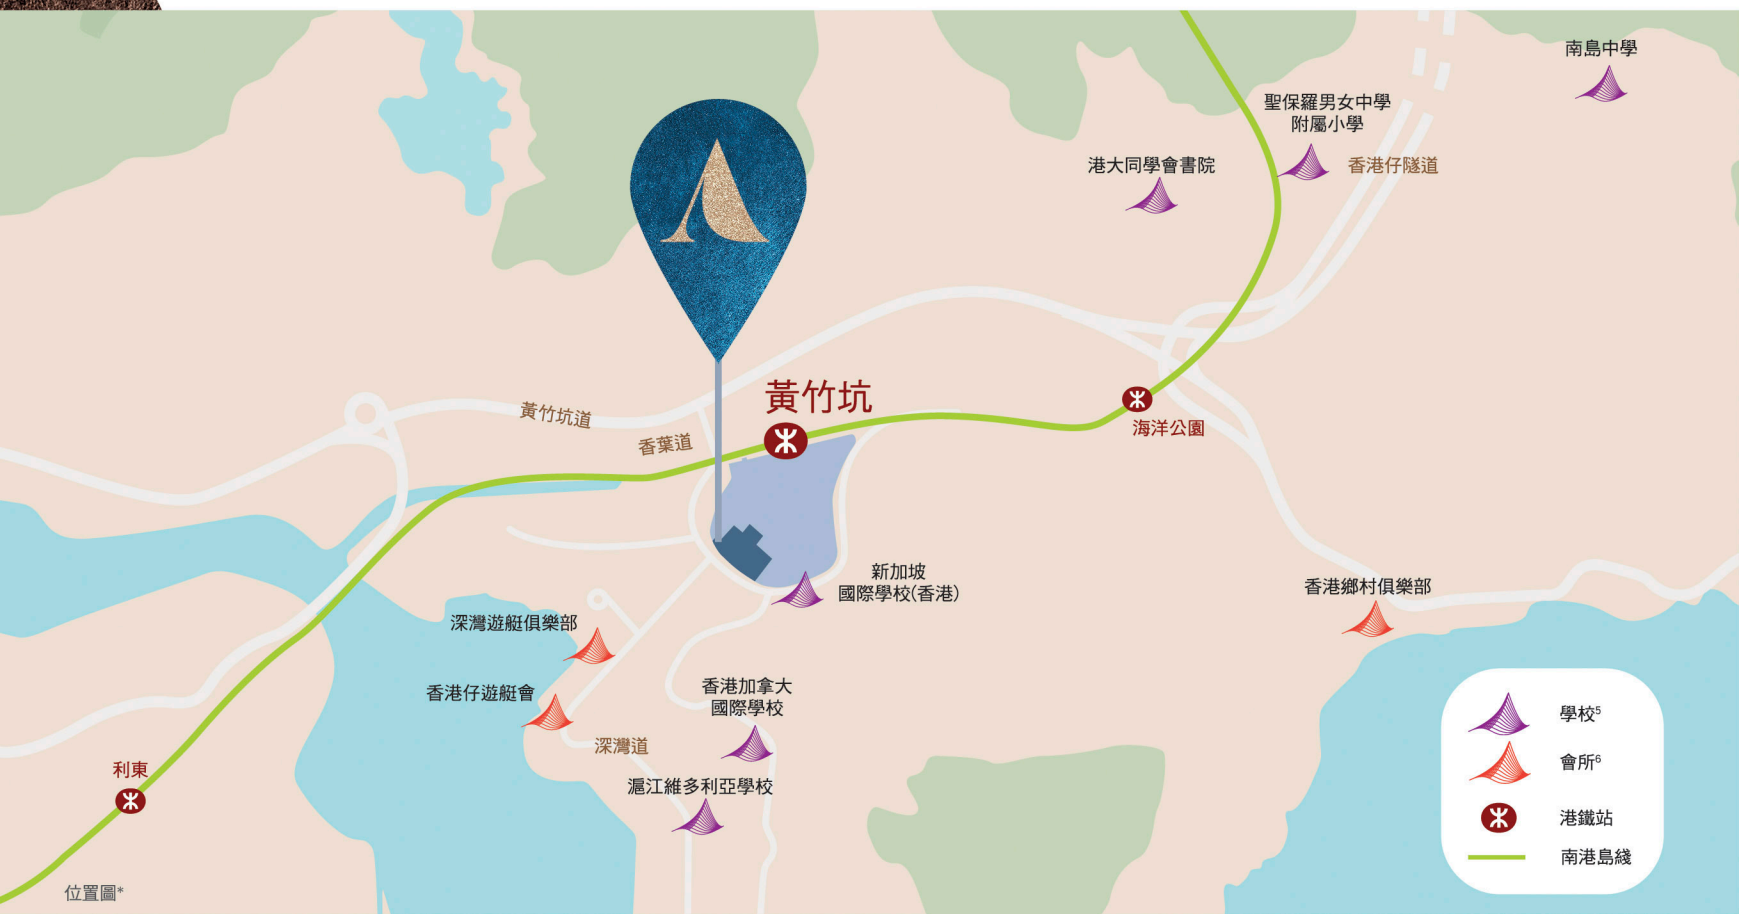 南島中學
聖保羅男女中學
附屬小學
港大同學會書院
香港仔隧道
黃竹坑
海洋公園
黃竹坑道
香葉道
新加坡
國際學校(香港)
香港鄉村俱樂部
深灣遊艇俱樂部
香港仔遊艇會
香港加拿大
國際學校
深灣道
利東
滬江維多利亞學校
學校5
會所6
港鐵站
南港島綫
位置圖*